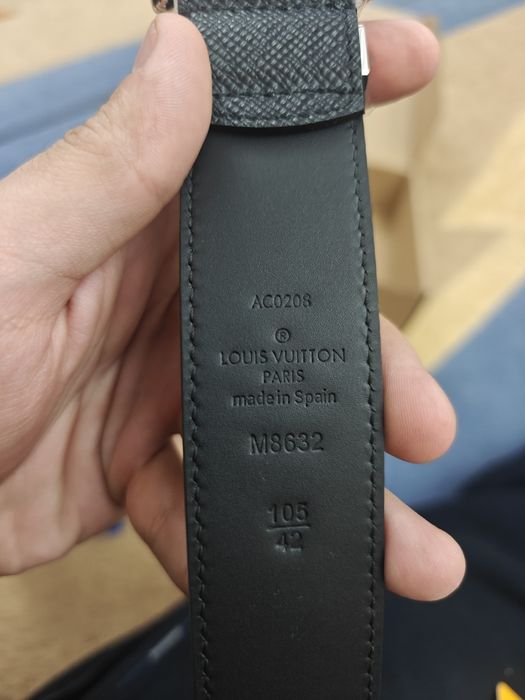 AC0208
®
LOUIS VUITTON
PARIS
made in Spain
M8632
105
42